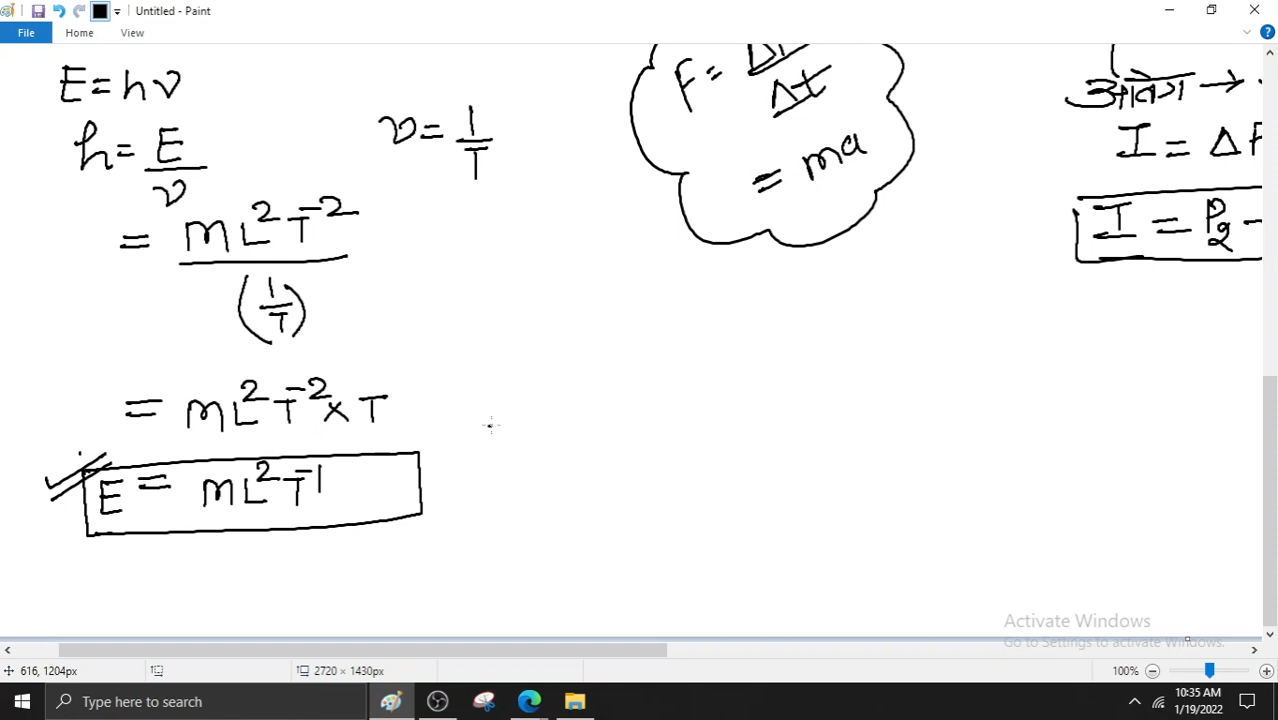 Untitled - Paint
File Home View
E = hν
h = E/ν
ν = 1/T
= mL²T⁻²/(1/T)
= mL²T⁻² × T
E = mL²T⁻¹
F = Δt
= ma
→
I = Δ
I = P₂ -
Activate Windows
Go to Settings to activate Windows.
616, 1204px
2720 × 1430px
100%
Type here to search
10:35 AM
1/19/2022